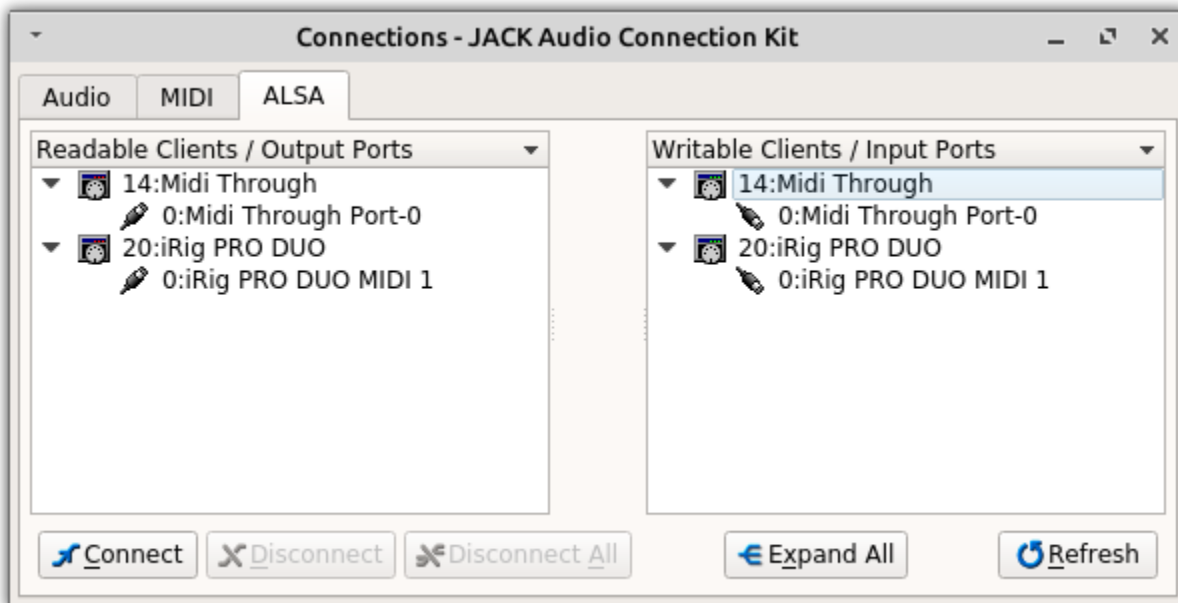 Connections - JACK Audio Connection Kit
Audio MIDI ALSA
Readable Clients / Output Ports
14:Midi Through
0:Midi Through Port-0
20:iRig PRO DUO
0:iRig PRO DUO MIDI 1
Writable Clients / Input Ports
14:Midi Through
0:Midi Through Port-0
20:iRig PRO DUO
0:iRig PRO DUO MIDI 1
Connect Disconnect Disconnect All Expand All Refresh